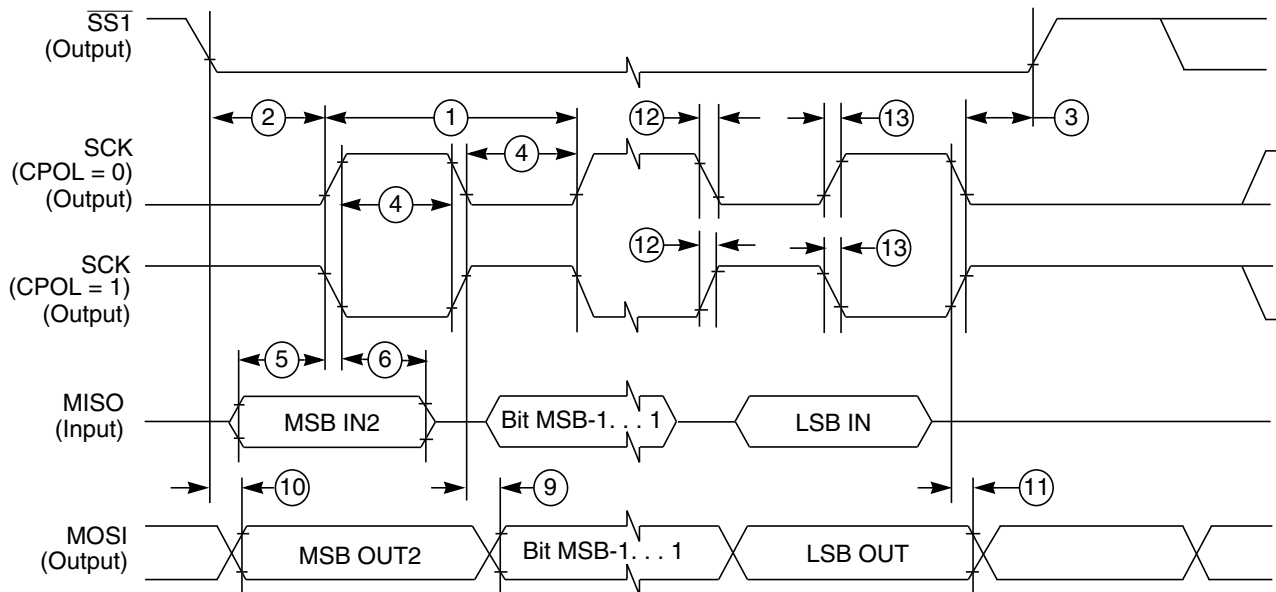 SS1
(Output)
2
1
12
13
3
SCK
(CPOL = 0)
(Output)
4
4
12
13
SCK
(CPOL = 1)
(Output)
5
6
MISO
(Input)
MSB IN2
Bit MSB-1. . . 1
LSB IN
10
9
11
MOSI
(Output)
MSB OUT2
Bit MSB-1. . . 1
LSB OUT